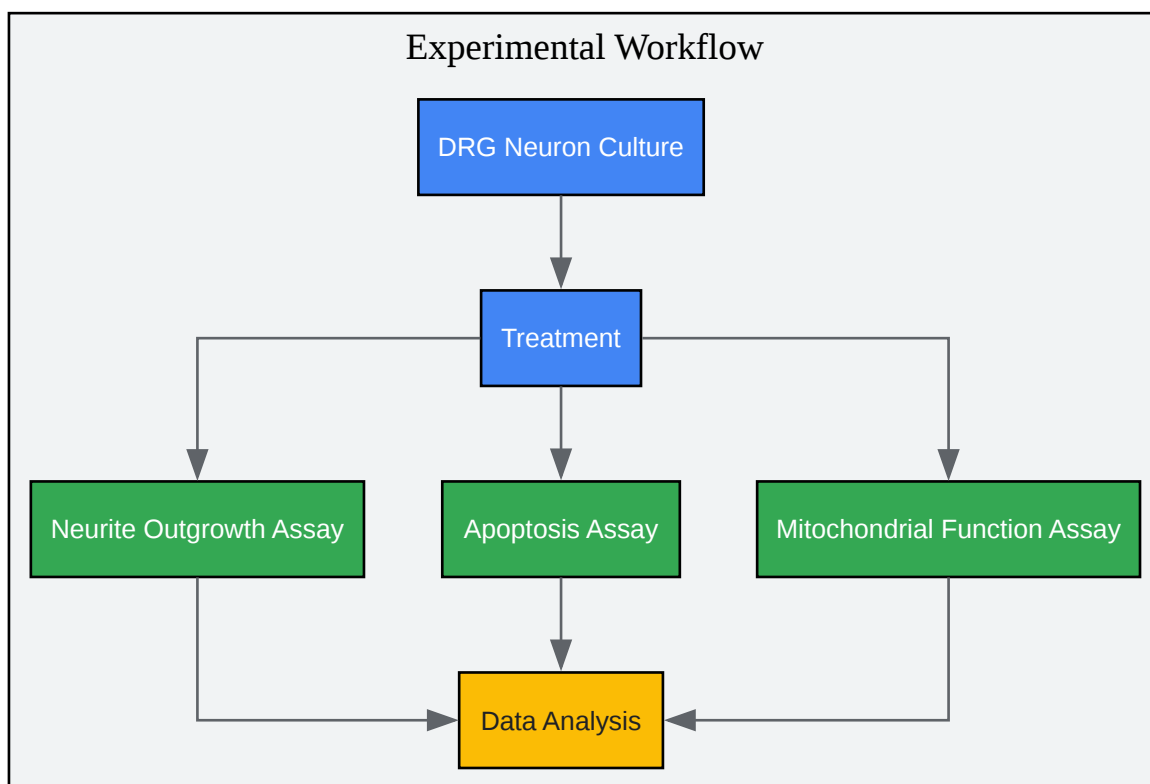 Experimental Workflow
DRG Neuron Culture
Treatment
Neurite Outgrowth Assay
Apoptosis Assay
Mitochondrial Function Assay
Data Analysis